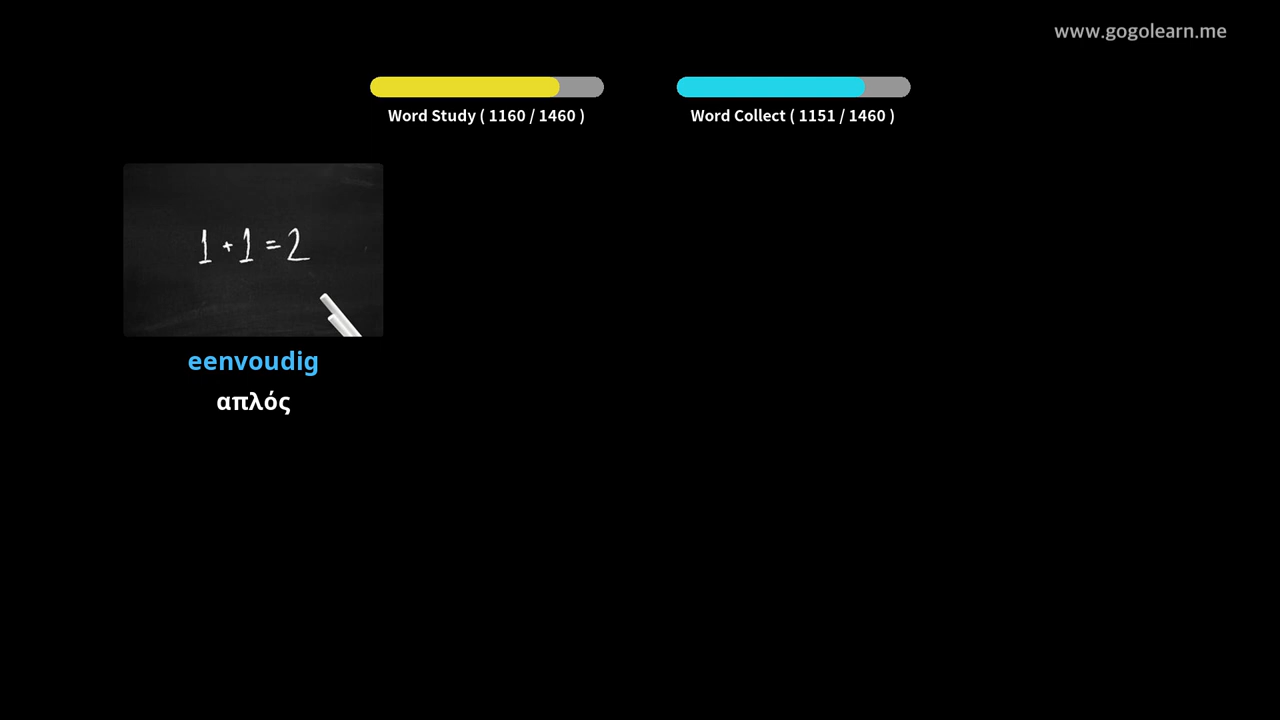 www.gogolearn.me
Word Study ( 1160 / 1460 )
Word Collect ( 1151 / 1460 )
1 + 1 = 2
eenvoudig
απλός